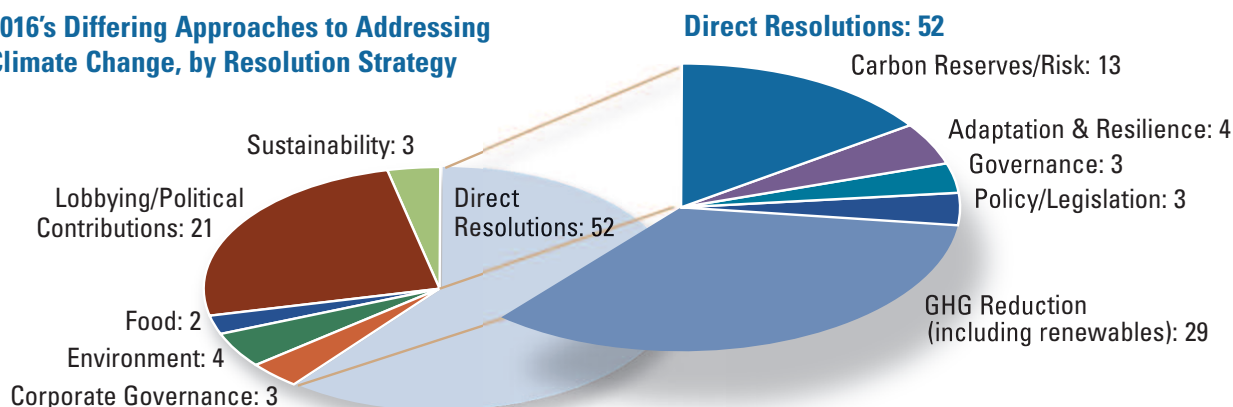 016's Differing Approaches to Addressing
Climate Change, by Resolution Strategy
Sustainability: 3
Lobbying/Political
Contributions: 21
Direct
Resolutions: 52
Food: 2
Environment: 4
Corporate Governance: 3
Direct Resolutions: 52
Carbon Reserves/Risk: 13
Adaptation & Resilience: 4
Governance: 3
Policy/Legislation: 3
GHG Reduction
(including renewables): 29